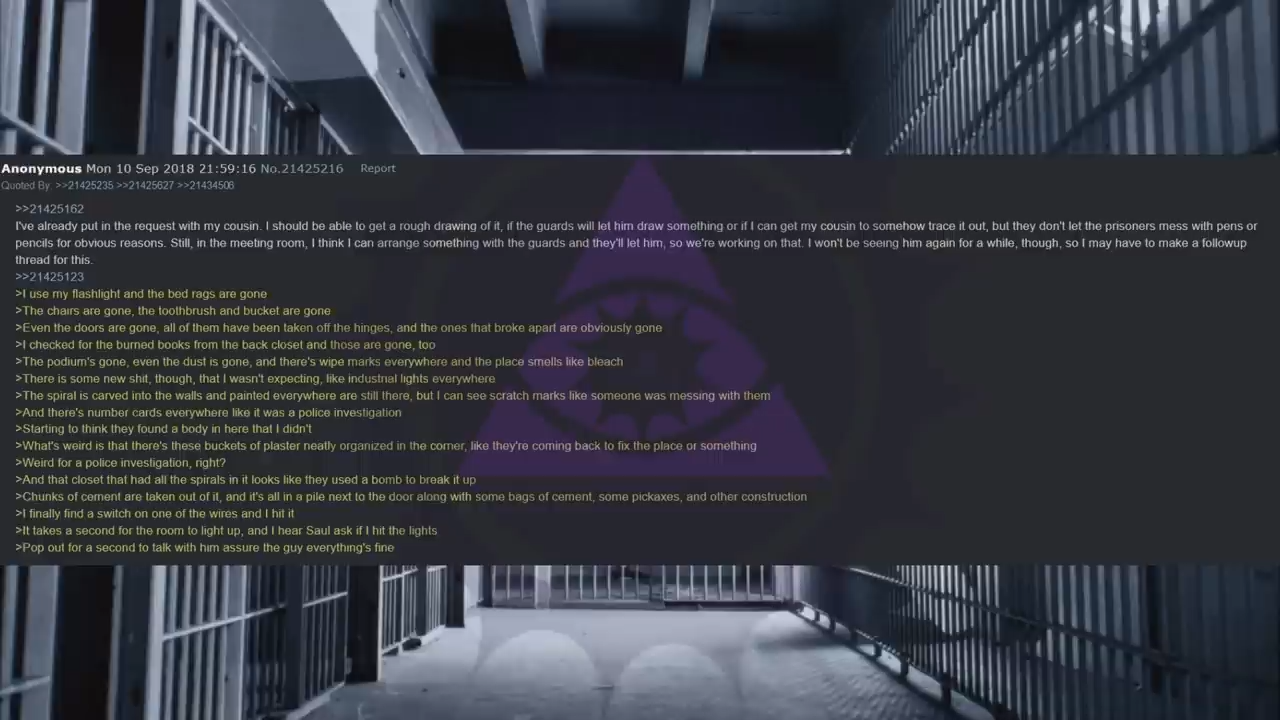 Anonymous Mon 10 Sep 2018 21:59:16 No.21425216 Report
Quoted By: >>21425235 >>21425627 >>21434506
>>21425162
I've already put in the request with my cousin. I should be able to get a rough drawing of it, if the guards will let him draw something or if I can get my cousin to somehow trace it out, but they don't let the prisoners mess with pens or
pencils for obvious reasons. Still, in the meeting room, I think I can arrange something with the guards and they'll let him, so we're working on that. I won't be seeing him again for a while, though, so I may have to make a followup
thread for this.
>>21425123
>I use my flashlight and the bed rags are gone
>The chairs are gone, the toothbrush and bucket are gone
>Even the doors are gone, all of them have been taken off the hinges, and the ones that broke apart are obviously gone
>I checked for the burned books from the back closet and those are gone, too
>The podium's gone, even the dust is gone, and there's wipe marks everywhere and the place smells like bleach
>There is some new shit, though, that I wasn't expecting, like industrial lights everywhere
>The spiral is carved into the walls and painted everywhere are still there, but I can see scratch marks like someone was messing with them
>And there's number cards everywhere like it was a police investigation
>Starting to think they found a body in here that I didn't
>What's weird is that there's these buckets of plaster neatly organized in the corner, like they're coming back to fix the place or something
>Weird for a police investigation, right?
>And that closet that had all the spirals in it looks like they used a bomb to break it up
>Chunks of cement are taken out of it, and it's all in a pile next to the door along with some bags of cement, some pickaxes, and other construction
>I finally find a switch on one of the wires and I hit it
>It takes a second for the room to light up, and I hear Saul ask if I hit the lights
>Pop out for a second to talk with him assure the guy everything's fine